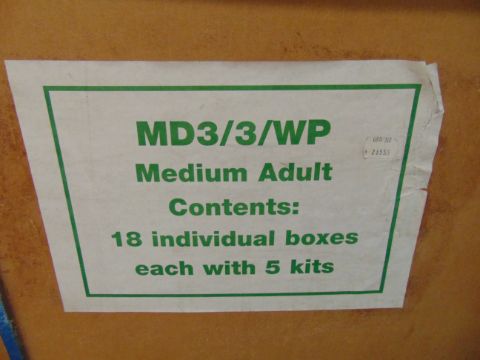 MD3/3/WP
Medium Adult
Contents:
18 individual boxes
each with 5 kits